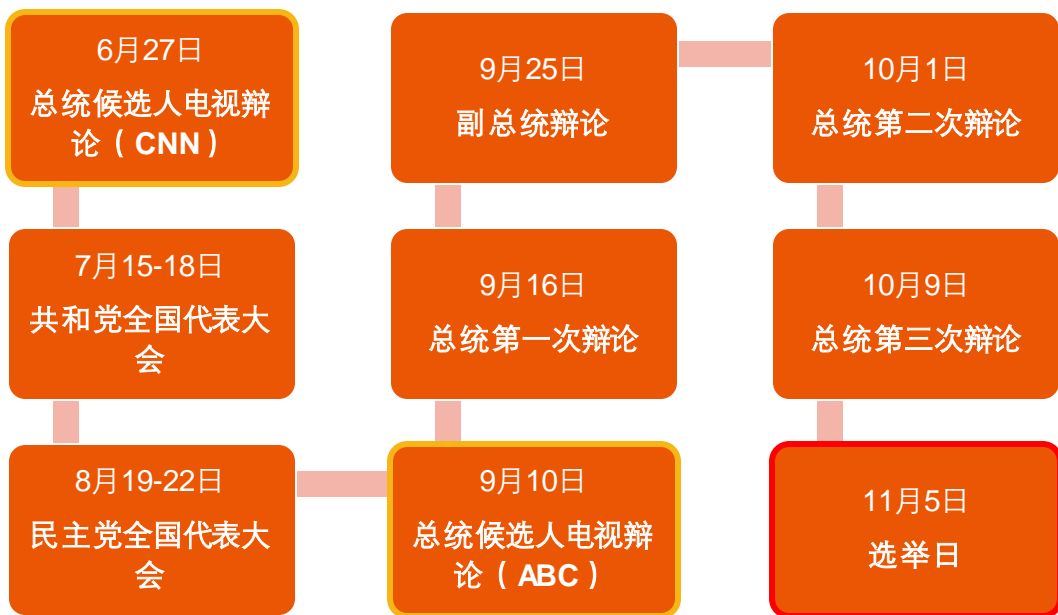 6月27日
总统候选人电视辩
论（CNN）
7月15-18日
共和党全国代表大
会
8月19-22日
民主党全国代表大
会
9月10日
总统候选人电视辩
论（ABC）
9月16日
总统第一次辩论
9月25日
副总统辩论
10月1日
总统第二次辩论
10月9日
总统第三次辩论
11月5日
选举日